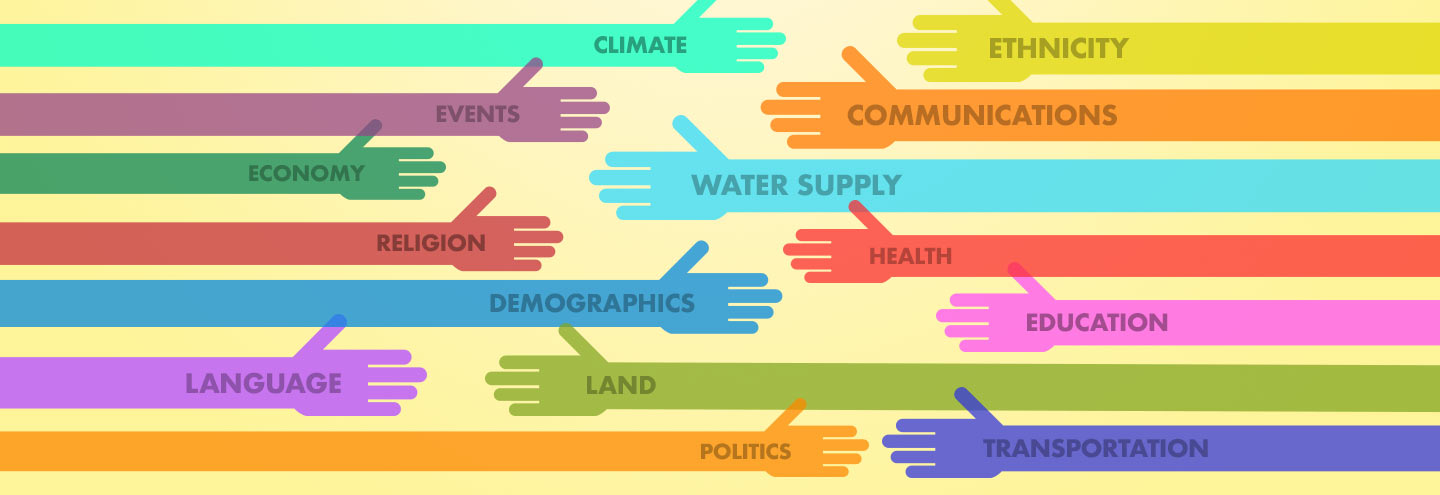 CLIMATE
ETHNICITY
EVENTS
COMMUNICATIONS
ECONOMY
WATER SUPPLY
RELIGION
HEALTH
DEMOGRAPHICS
EDUCATION
LANGUAGE
LAND
POLITICS
TRANSPORTATION